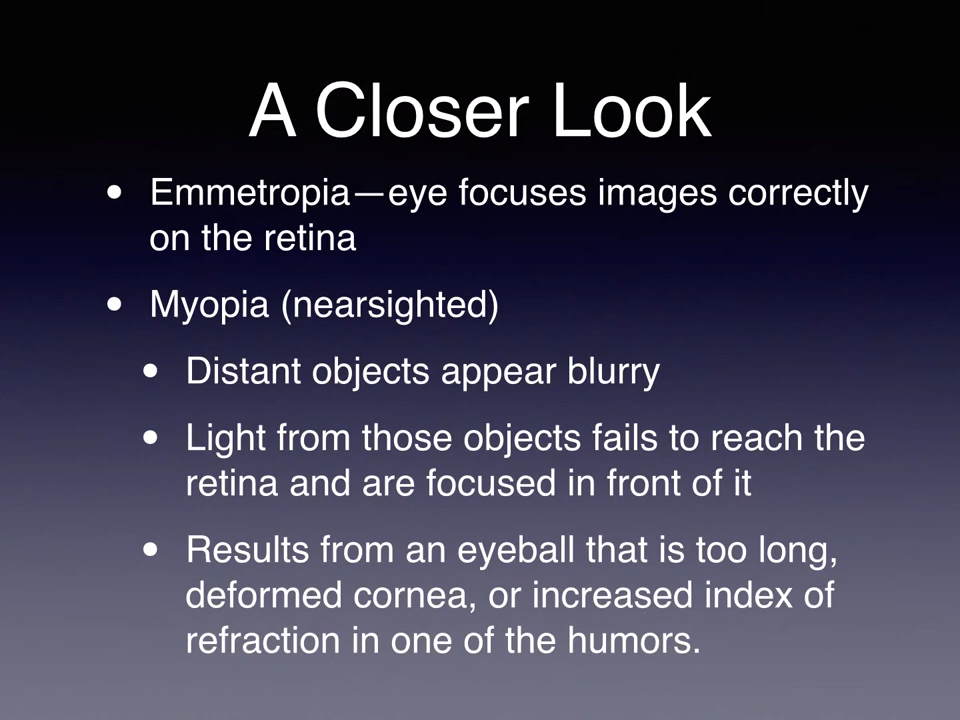 A Closer Look
• Emmetropia—eye focuses images correctly
on the retina
• Myopia (nearsighted)
• Distant objects appear blurry
• Light from those objects fails to reach the
retina and are focused in front of it
• Results from an eyeball that is too long,
deformed cornea, or increased index of
refraction in one of the humors.